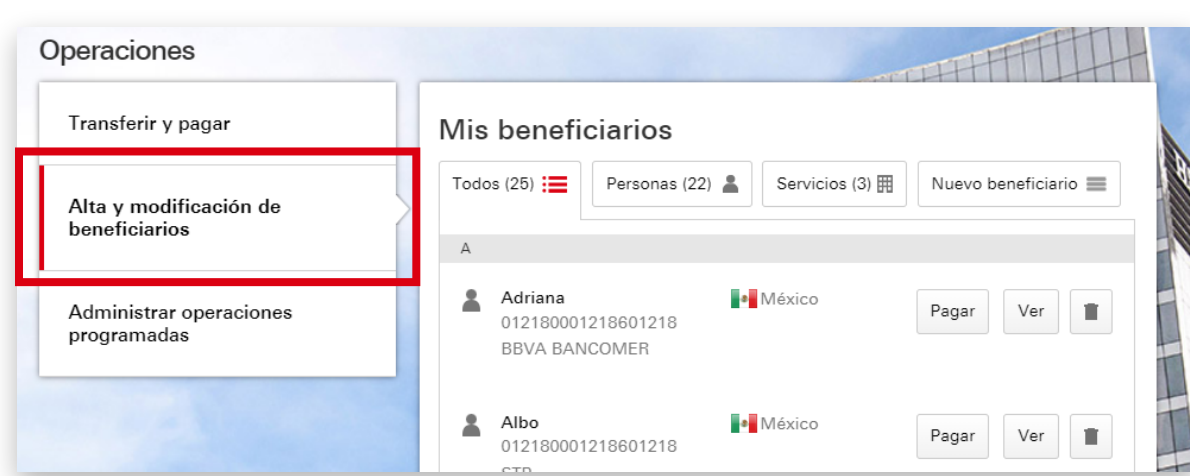 Operaciones
Transferir y pagar
Alta y modificación de
beneficiarios
Administrar operaciones
programadas
Mis beneficiarios
Todos (25)
Personas (22)
Servicios (3)
Nuevo beneficiario
A
Adriana
México
012180001218601218
BBVA BANCOMER
Pagar
Ver
Albo
México
012180001218601218
STP
Pagar
Ver